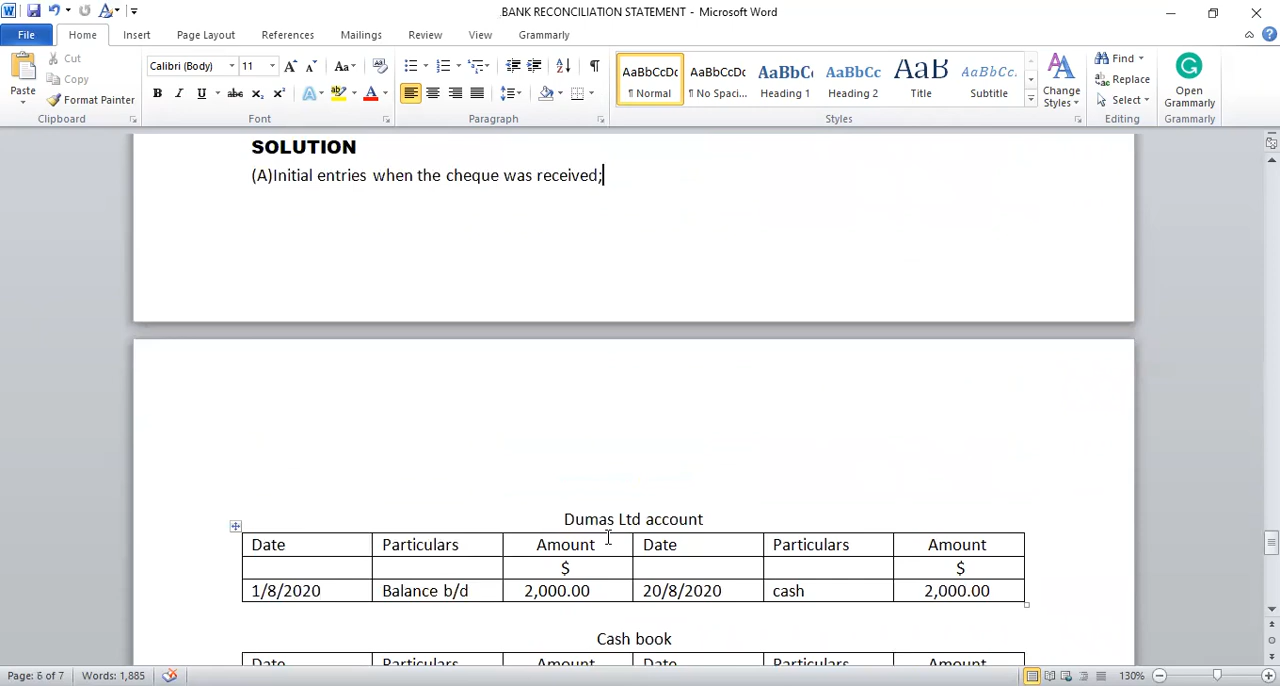 BANK RECONCILIATION STATEMENT - Microsoft Word
File Home Insert Page Layout References Mailings Review View Grammarly
Paste Cut Copy Format Painter Clipboard
Calibri (Body) 11 Aa
B I U abc X₂ X² A A Font
Paragraph
AaBbCcDc ¶ Normal AaBbCcDc ¶ No Spaci... AaBbC Heading 1 AaBbCc Heading 2 AaB Title AaBbCc. Subtitle Change Styles Styles
Find Replace Select Editing
Open Grammarly Grammarly
SOLUTION
(A)Initial entries when the cheque was received;
Dumas Ltd account
Date Particulars Amount Date Particulars Amount
$ $
1/8/2020 Balance b/d 2,000.00 20/8/2020 cash 2,000.00
Cash book
Date Particulars Amount Date Particulars Amount
Page: 6 of 7 Words: 1,885 130%